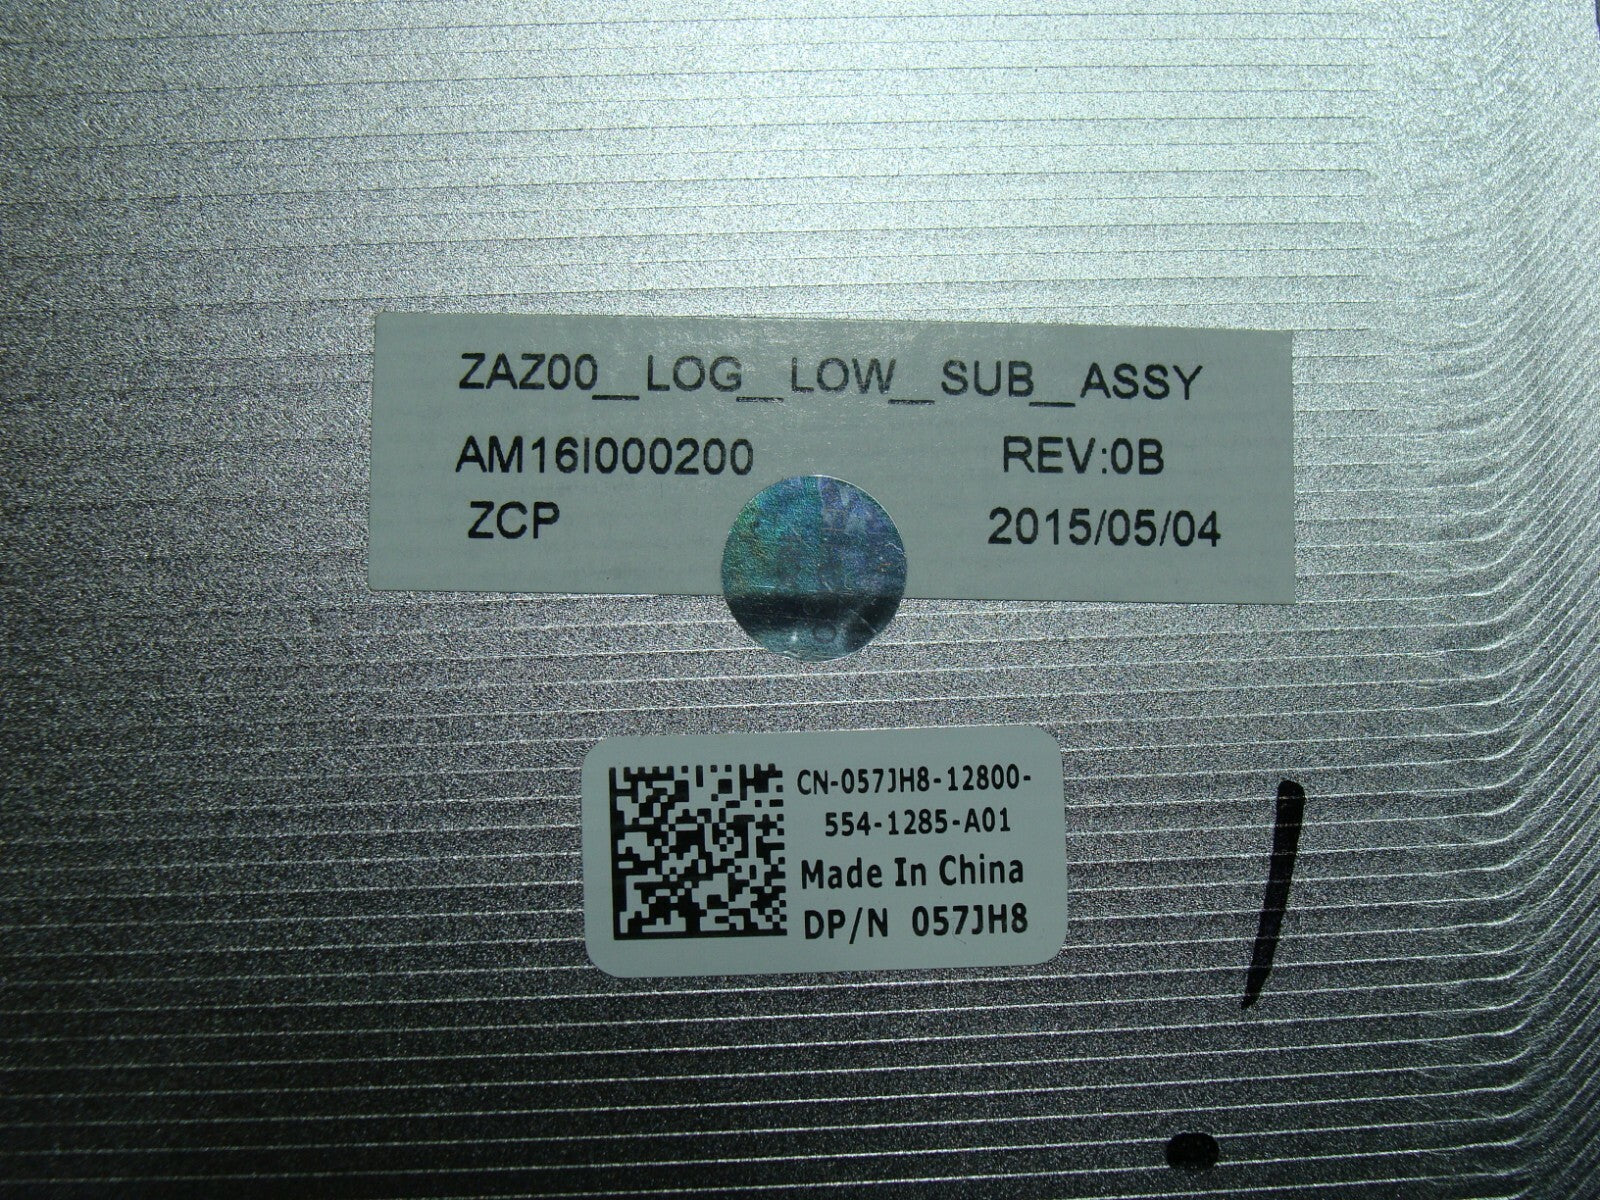 ZAZ00_LOG_LOW_SUB_ASSY
AM16I000200 REV:0B
ZCP 2015/05/04
CN-057JH8-12800-
554-1285-A01
Made In China
DP/N 057JH8